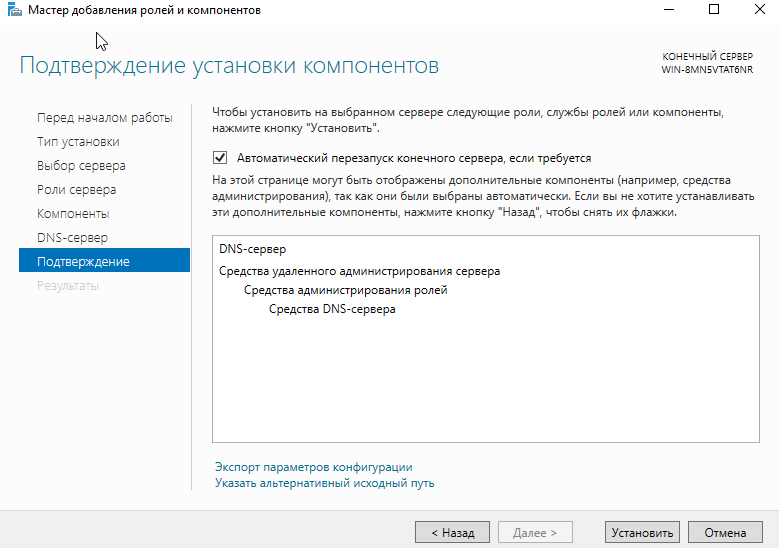 Мастер добавления ролей и компонентов
Подтверждение установки компонентов
КОНЕЧНЫЙ СЕРВЕР
WIN-8MN5VTAT6NR
Перед началом работы
Тип установки
Выбор сервера
Роли сервера
Компоненты
DNS-сервер
Подтверждение
Результаты
Чтобы установить на выбранном сервере следующие роли, службы ролей или компоненты,
нажмите кнопку "Установить".
Автоматический перезапуск конечного сервера, если требуется
На этой странице могут быть отображены дополнительные компоненты (например, средства
администрирования), так как они были выбраны автоматически. Если вы не хотите устанавливать
эти дополнительные компоненты, нажмите кнопку "Назад", чтобы снять их флажки.
DNS-сервер
Средства удаленного администрирования сервера
Средства администрирования ролей
Средства DNS-сервера
Экспорт параметров конфигурации
Указать альтернативный исходный путь
< Назад
Далее >
Установить
Отмена